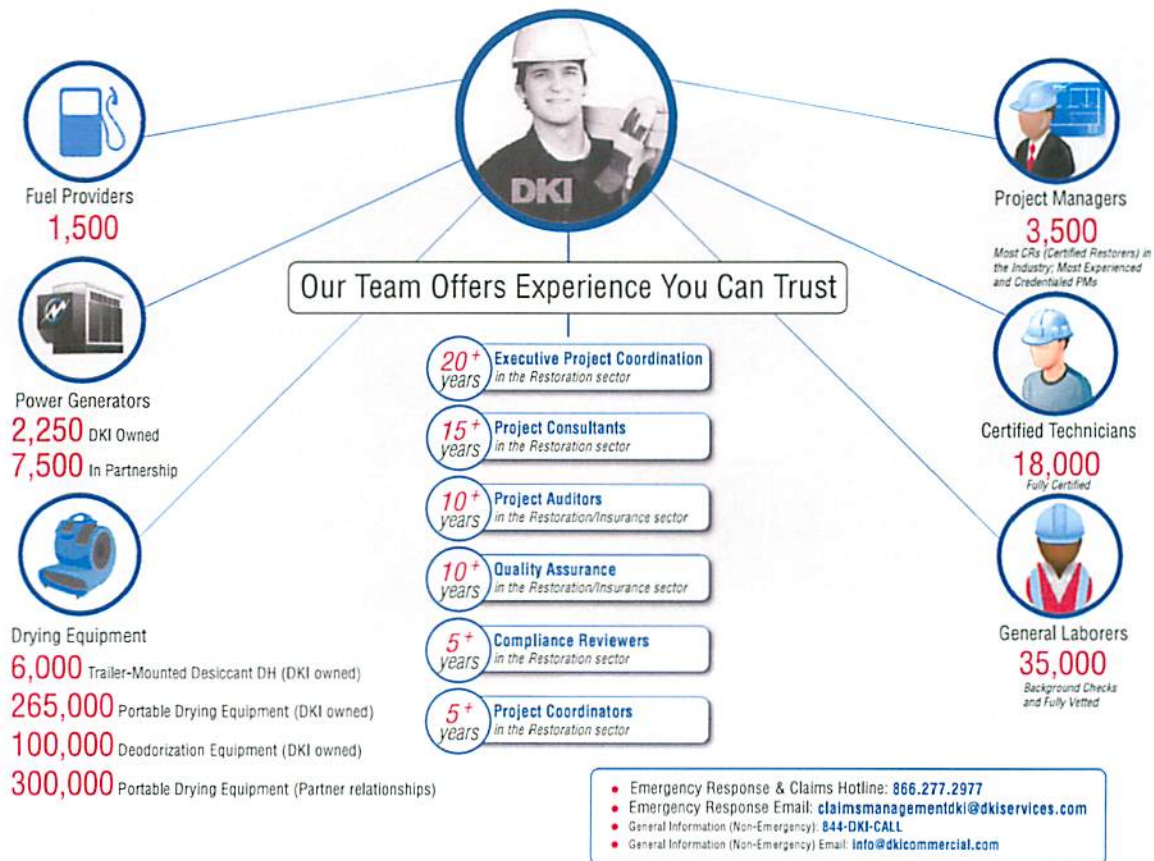 DKI
Our Team Offers Experience You Can Trust
Fuel Providers
1,500
Power Generators
2,250 DKI Owned
7,500 In Partnership
Drying Equipment
6,000 Trailer-Mounted Desiccant DH (DKI owned)
265,000 Portable Drying Equipment (DKI owned)
100,000 Deodorization Equipment (DKI owned)
300,000 Portable Drying Equipment (Partner relationships)
20+ years Executive Project Coordination
in the Restoration sector
15+ years Project Consultants
in the Restoration sector
10+ years Project Auditors
in the Restoration/Insurance sector
10+ years Quality Assurance
in the Restoration/Insurance sector
5+ years Compliance Reviewers
in the Restoration sector
5+ years Project Coordinators
in the Restoration sector
Project Managers
3,500
Most CRs (Certified Restorers) in
the Industry; Most Experienced
and Credentialed PMs
Certified Technicians
18,000
Fully Certified
General Laborers
35,000
Background Checks
and Fully Vetted
• Emergency Response & Claims Hotline: 866.277.2977
• Emergency Response Email: claimsmanagementdki@dkiservices.com
• General Information (Non-Emergency): 844-DKI-CALL
• General Information (Non-Emergency) Email: info@dkicommercial.com